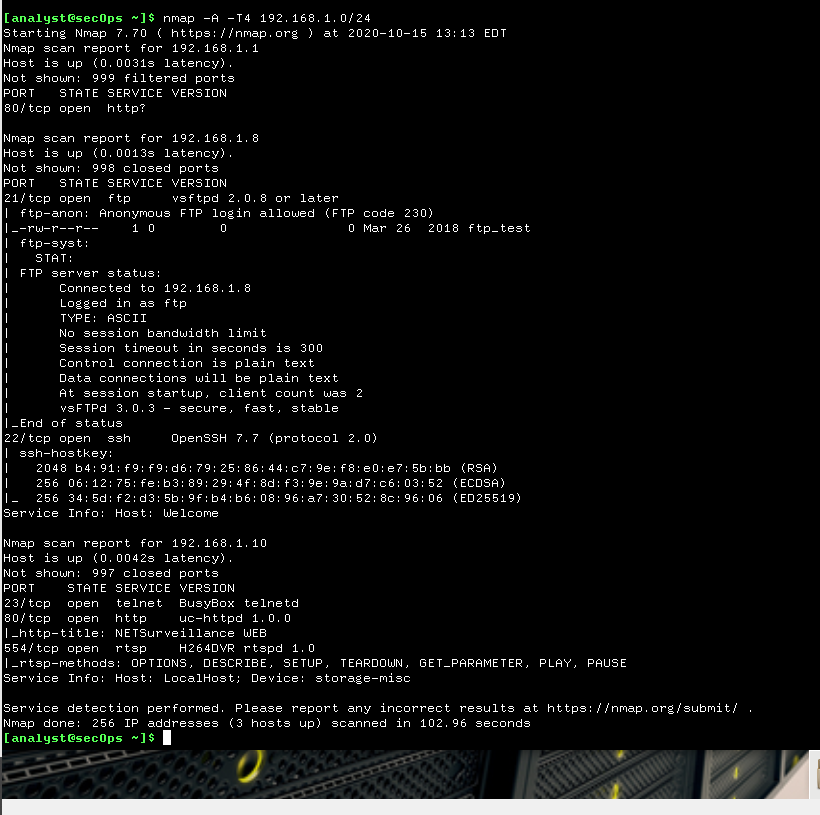 [analyst@secOps ~]$ nmap -A -T4 192.168.1.0/24
Starting Nmap 7.70 ( https://nmap.org ) at 2020-10-15 13:13 EDT
Nmap scan report for 192.168.1.1
Host is up (0.0031s latency).
Not shown: 999 filtered ports
PORT   STATE SERVICE VERSION
80/tcp open  http?

Nmap scan report for 192.168.1.8
Host is up (0.0013s latency).
Not shown: 998 closed ports
PORT   STATE SERVICE VERSION
21/tcp open  ftp     vsftpd 2.0.8 or later
| ftp-anon: Anonymous FTP login allowed (FTP code 230)
|_-rw-r--r--    1 0        0               0 Mar 26  2018 ftp_test
| ftp-syst:
|   STAT:
| FTP server status:
|      Connected to 192.168.1.8
|      Logged in as ftp
|      TYPE: ASCII
|      No session bandwidth limit
|      Session timeout in seconds is 300
|      Control connection is plain text
|      Data connections will be plain text
|      At session startup, client count was 2
|      vsFTPd 3.0.3 - secure, fast, stable
|_End of status
22/tcp open  ssh     OpenSSH 7.7 (protocol 2.0)
| ssh-hostkey:
|   2048 b4:91:f9:f9:d6:79:25:86:44:c7:9e:f8:e0:e7:5b:bb (RSA)
|   256 06:12:75:fe:b3:89:29:4f:8d:f3:9e:9a:d7:c6:03:52 (ECDSA)
|_  256 34:5d:f2:d3:5b:9f:b4:b6:08:96:a7:30:52:8c:96:06 (ED25519)
Service Info: Host: Welcome

Nmap scan report for 192.168.1.10
Host is up (0.0042s latency).
Not shown: 997 closed ports
PORT    STATE SERVICE VERSION
23/tcp  open  telnet  BusyBox telnetd
80/tcp  open  http    uc-httpd 1.0.0
|_http-title: NETSurveillance WEB
554/tcp open  rtsp    H264DVR rtspd 1.0
|_rtsp-methods: OPTIONS, DESCRIBE, SETUP, TEARDOWN, GET_PARAMETER, PLAY, PAUSE
Service Info: Host: LocalHost; Device: storage-misc

Service detection performed. Please report any incorrect results at https://nmap.org/submit/ .
Nmap done: 256 IP addresses (3 hosts up) scanned in 102.96 seconds
[analyst@secOps ~]$